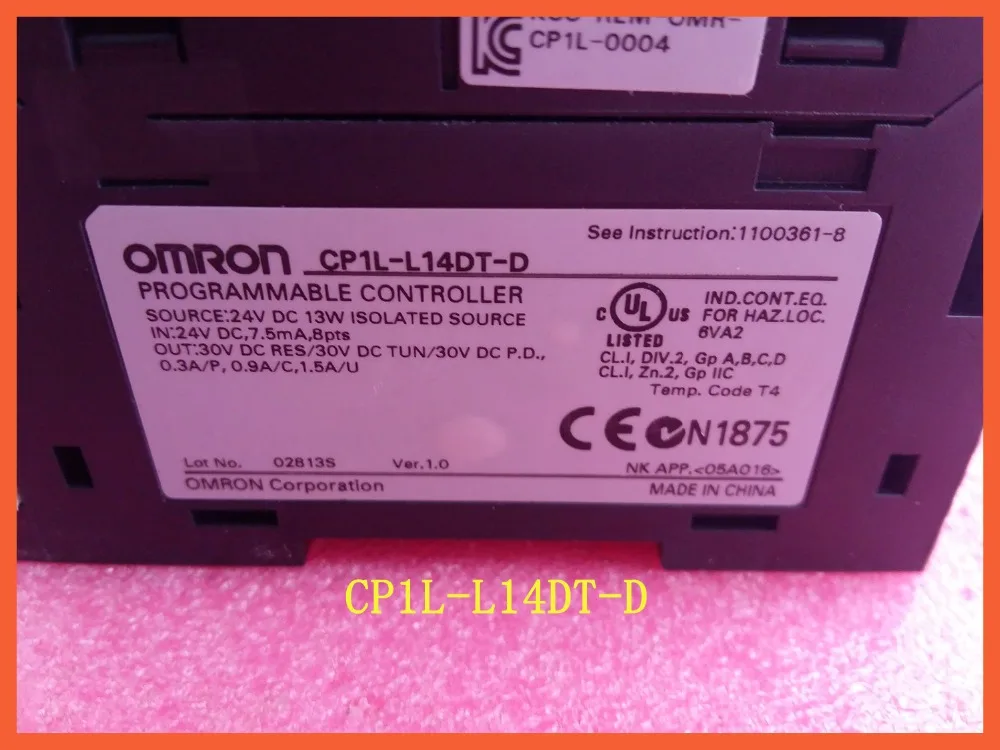 KCC-REM-OMR-
CP1L-0004
See Instruction:1100361-8
OMRON CP1L-L14DT-D
PROGRAMMABLE CONTROLLER
SOURCE:24V DC 13W ISOLATED SOURCE
IN:24V DC,7.5mA,8pts
OUT:30V DC RES/30V DC TUN/30V DC P.D.,
0.3A/P, 0.9A/C,1.5A/U
C UL US
LISTED
IND.CONT.EQ.
FOR HAZ.LOC.
6VA2
CL.I, DIV.2, Gp A,B,C,D
CL.I, Zn.2, Gp IIC
Temp. Code T4
CE N1875
Lot No. 02813S Ver.1.0
NK APP.<05A016>
OMRON Corporation
MADE IN CHINA
CP1L-L14DT-D